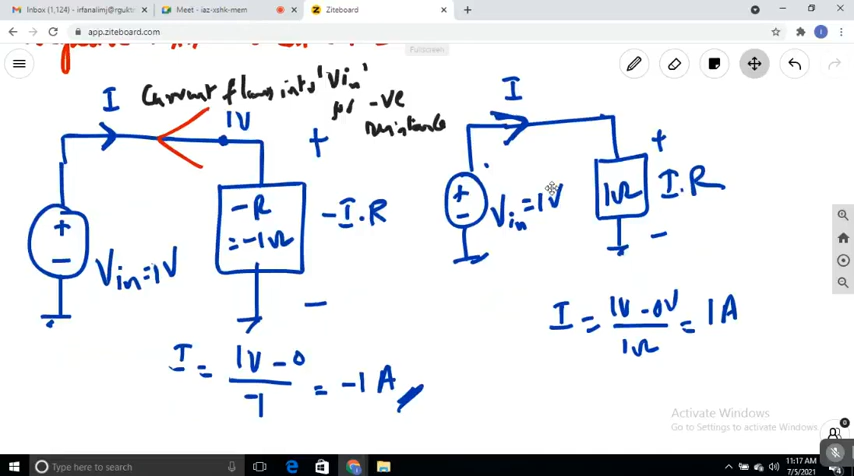 Inbox (1,124) - irfanalimj@rgukt
Meet - iaz-xshk-mem
Ziteboard
app.ziteboard.com
Fullscreen
Current flows into 'Vin'
for -ve
resistance
I
1V
+
-R
= -1Ω
-I.R
-
+
-
Vin=1V
I = 1V - 0 / -1 = -1 A
I
+
-
Vin=1V
+
1Ω
I.R
-
I = 1V - 0V / 1Ω = 1A
Activate Windows
Go to Settings to activate Windows.
Type here to search
11:17 AM
7/5/2021